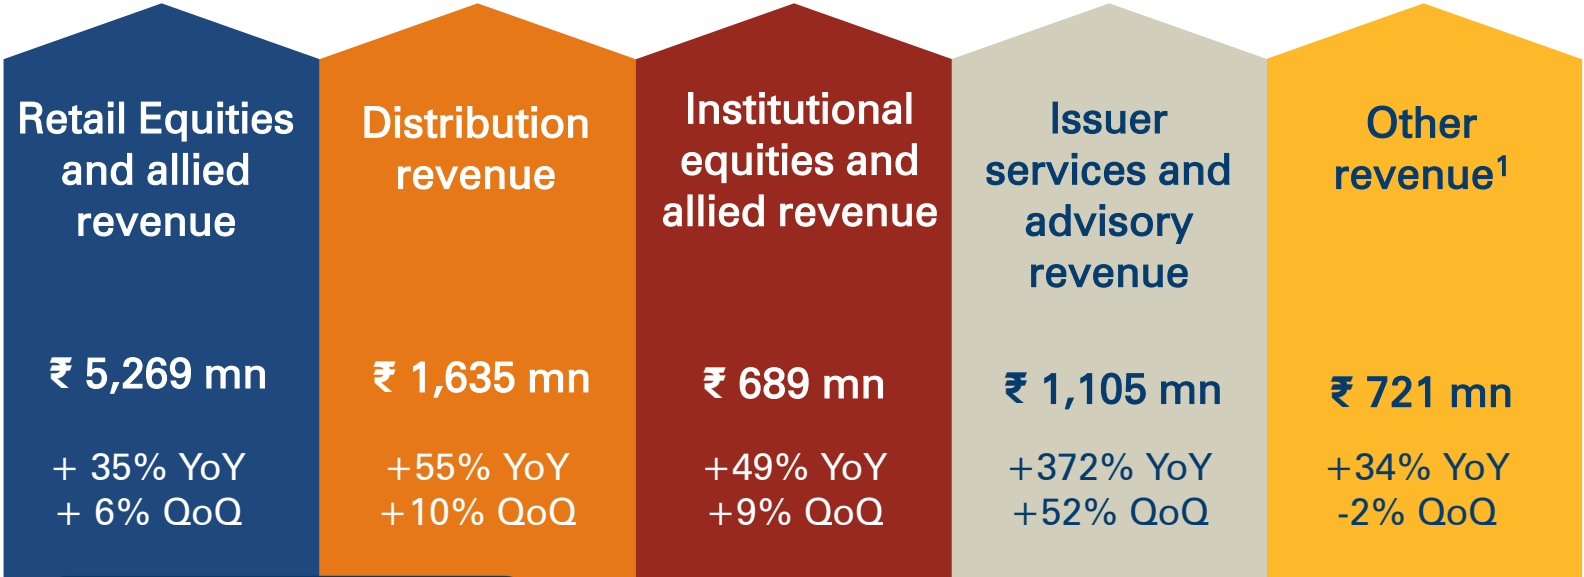 Retail Equities
and allied
revenue
₹ 5,269 mn
+ 35% YoY
+ 6% QoQ
Distribution
revenue
₹ 1,635 mn
+55% YoY
+10% QoQ
Institutional
equities and
allied revenue
₹ 689 mn
+49% YoY
+9% QoQ
Issuer
services and
advisory
revenue
₹ 1,105 mn
+372% YoY
+52% QoQ
Other
revenue¹
₹ 721 mn
+34% YoY
-2% QoQ